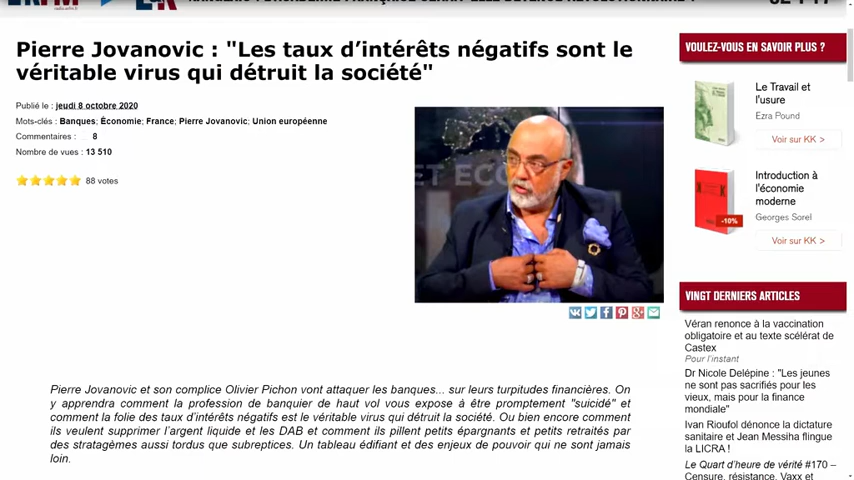 Pierre Jovanovic : "Les taux d’intérêts négatifs sont le
véritable virus qui détruit la société"
Publié le : jeudi 8 octobre 2020
Mots-clés : Banques; Économie; France; Pierre Jovanovic; Union européenne
Commentaires : 8
Nombre de vues : 13 510
88 votes
ET ECO
Pierre Jovanovic et son complice Olivier Pichon vont attaquer les banques... sur leurs turpitudes financières. On
y apprendra comment la profession de banquier de haut vol vous expose à être promptement "suicidé" et
comment la folie des taux d’intérêts négatifs est le véritable virus qui détruit la société. Ou bien encore comment
ils veulent supprimer l’argent liquide et les DAB et comment ils pillent petits épargnants et petits retraités par
des stratagèmes aussi tordus que subreptices. Un tableau édifiant et des enjeux de pouvoir qui ne sont jamais
loin.
VOULEZ-VOUS EN SAVOIR PLUS ?
Le Travail et
l'usure
Ezra Pound
Voir sur KK >
Introduction à
l'économie
moderne
Georges Sorel
-10%
Voir sur KK >
VINGT DERNIERS ARTICLES
Véran renonce à la vaccination
obligatoire et au texte scélérat de
Castex
Pour l’instant
Dr Nicole Delépine : "Les jeunes
ne sont pas sacrifiés pour les
vieux, mais pour la finance
mondiale"
Ivan Rioufol dénonce la dictature
sanitaire et Jean Messiha flingue
la LICRA !
Le Quart d’heure de vérité #170 –
Censure, résistance, Vaxx et